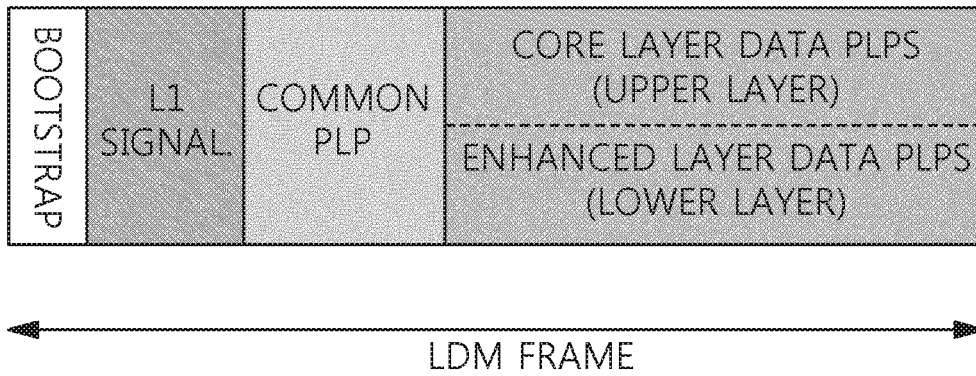 BOOTSTRAP
L1
SIGNAL.
COMMON
PLP
CORE LAYER DATA PLPS
(UPPER LAYER)
ENHANCED LAYER DATA PLPS
(LOWER LAYER)
LDM FRAME